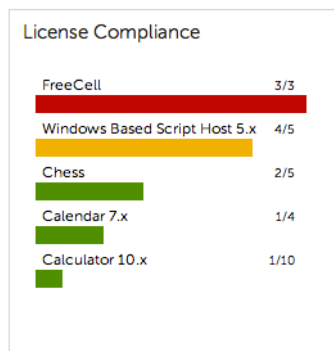 License Compliance
FreeCell 3/3
Windows Based Script Host 5.x 4/5
Chess 2/5
Calendar 7.x 1/4
Calculator 10.x 1/10